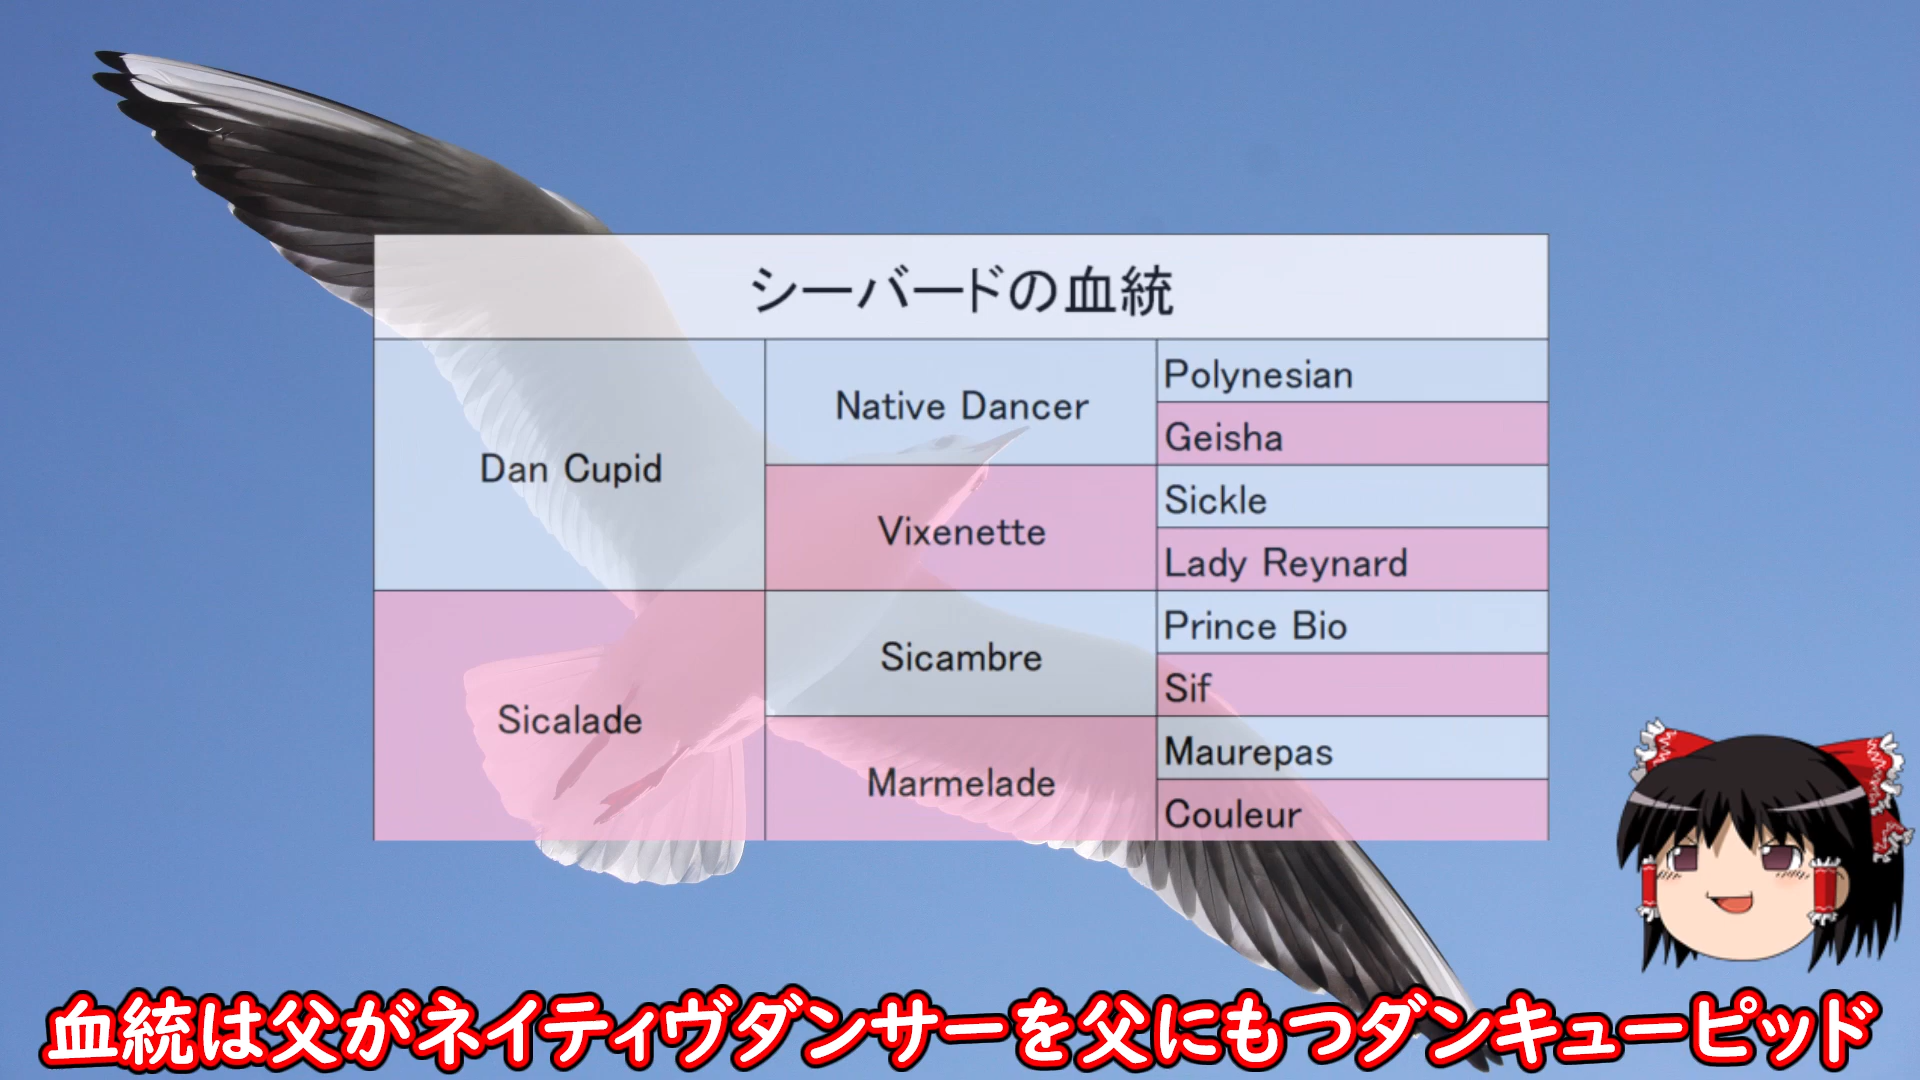 シーバードの血統
Dan Cupid
Native Dancer
Polynesian
Geisha
Vixenette
Sickle
Lady Reynard
Sicalade
Sicambre
Prince Bio
Sif
Marmelade
Maurepas
Couleur
血統は父がネイティヴダンサーを父にもつダンキューピッド